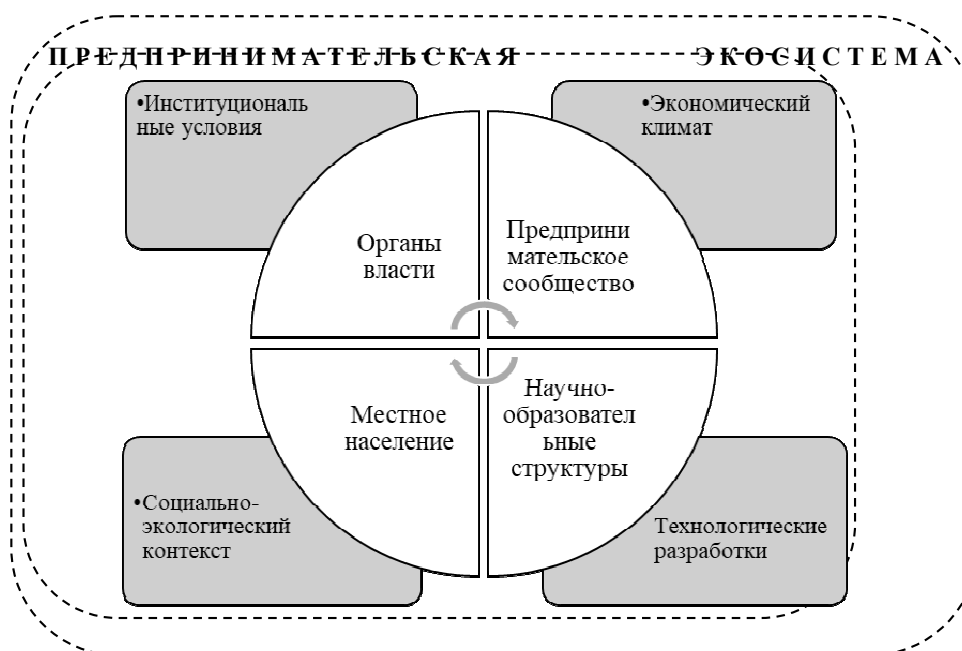 ПРЕДПРИНИМАТЕЛЬСКАЯ ЭКОСИСТЕМА
•Институциональ
ные условия
•Экономический
климат
Органы
власти
Предприни
мательское
сообщество
Местное
население
Научно-
образовател
ьные
структуры
•Социально-
экологический
контекст
Технологические
разработки